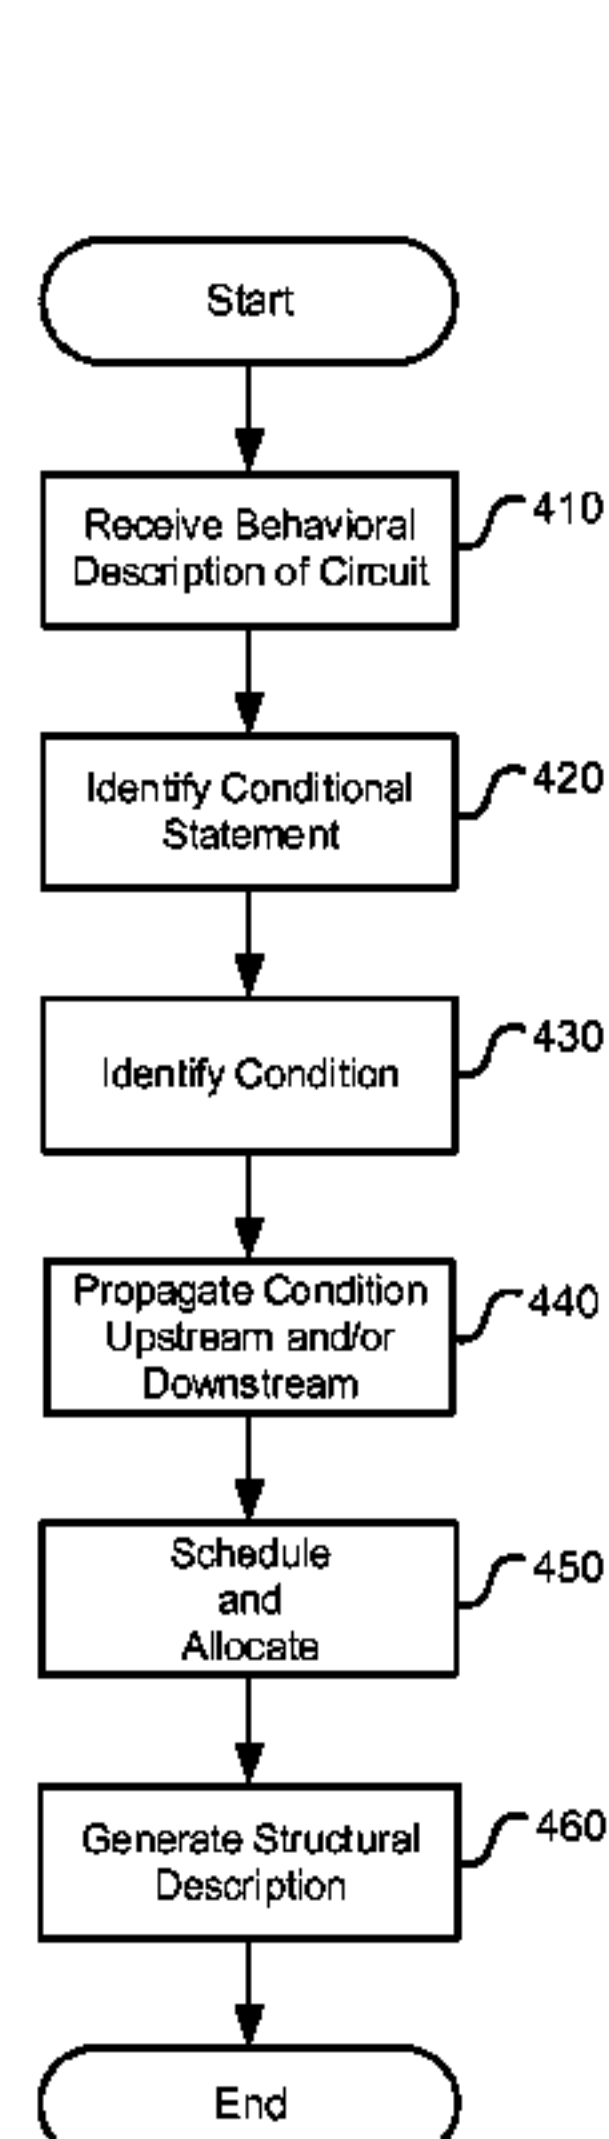 Start
Receive Behavioral
Description of Circuit
410
Identify Conditional
Statement
420
Identify Condition
430
Propagate Condition
Upstream and/or
Downstream
440
Schedule
and
Allocate
450
Generate Structural
Description
460
End